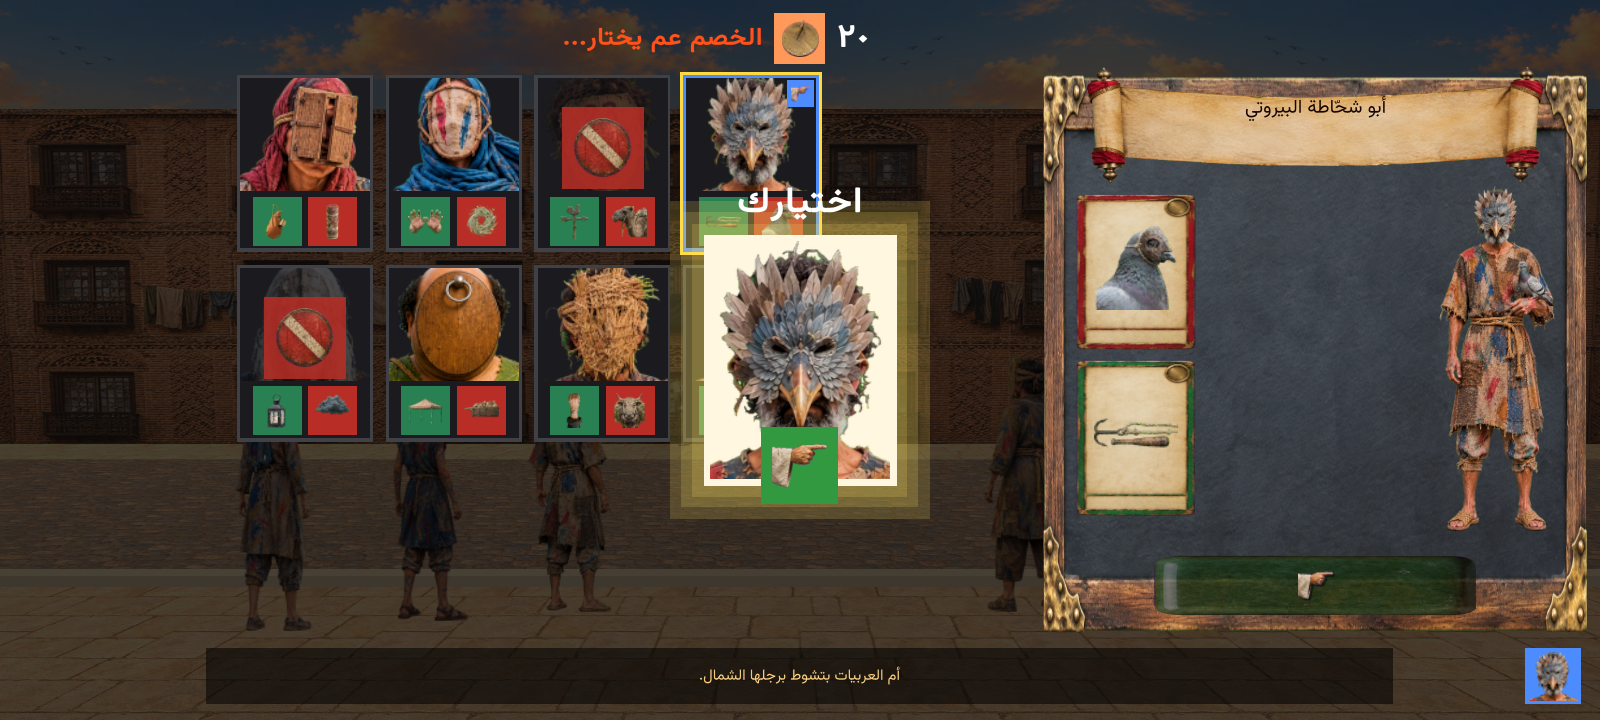 ٢٠
الخصم عم يختار...
أبو شحّاطة البيروتي
اختيارك
أم العربيات بتشوط برجلها الشمال.